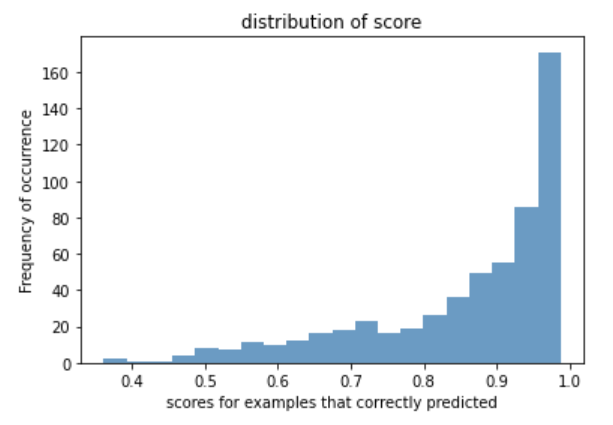 distribution of score
Frequency of occurrence
160
140
120
100
80
60
40
20
0
0.4 0.5 0.6 0.7 0.8 0.9 1.0
scores for examples that correctly predicted